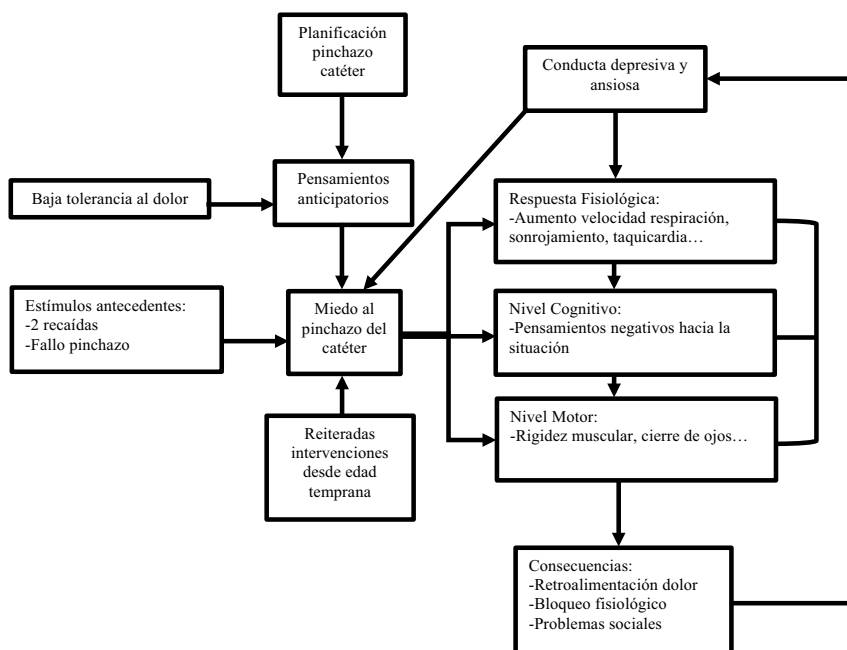 Planificación
pinchazo
catéter
Conducta depresiva y
ansiosa
Baja tolerancia al dolor
Pensamientos
anticipatorios
Respuesta Fisiológica:
-Aumento velocidad respiración,
sonrojamiento, taquicardia…
Estímulos antecedentes:
-2 recaídas
-Fallo pinchazo
Miedo al
pinchazo del
catéter
Nivel Cognitivo:
-Pensamientos negativos hacia la
situación
Reiteradas
intervenciones
desde edad
temprana
Nivel Motor:
-Rigidez muscular, cierre de ojos…
Consecuencias:
-Retroalimentación dolor
-Bloqueo fisiológico
-Problemas sociales